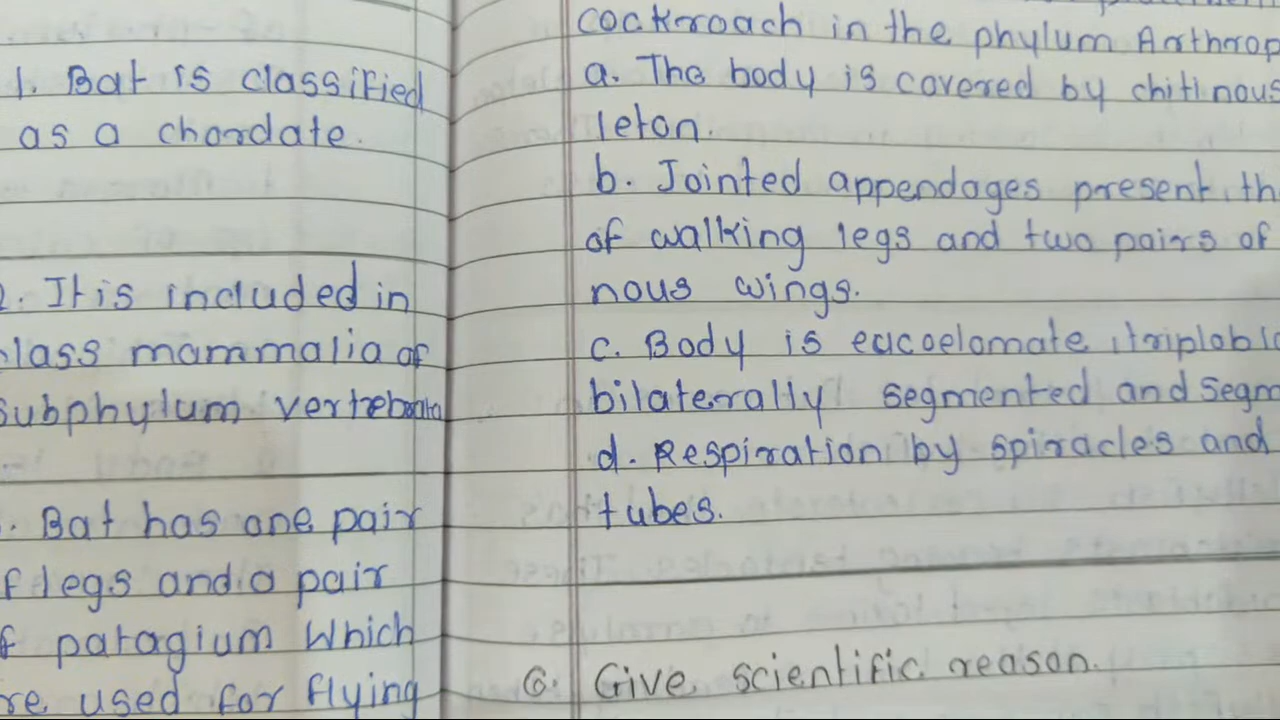 1. Bat is classified
as a chordate.
2. It is included in
class mammalia of
subphylum vertebrata
. Bat has one pair
f legs and a pair
f patagium which
re used for flying
cockroach in the phylum Arthrop
a. The body is covered by chitinous
leton.
b. Jointed appendages present, th
of walking legs and two pairs of
nous wings.
c. Body is eucoelomate, triplobl
bilaterally segmented and segm
d. Respiration by spiracles and
tubes.
6. Give scientific reason.